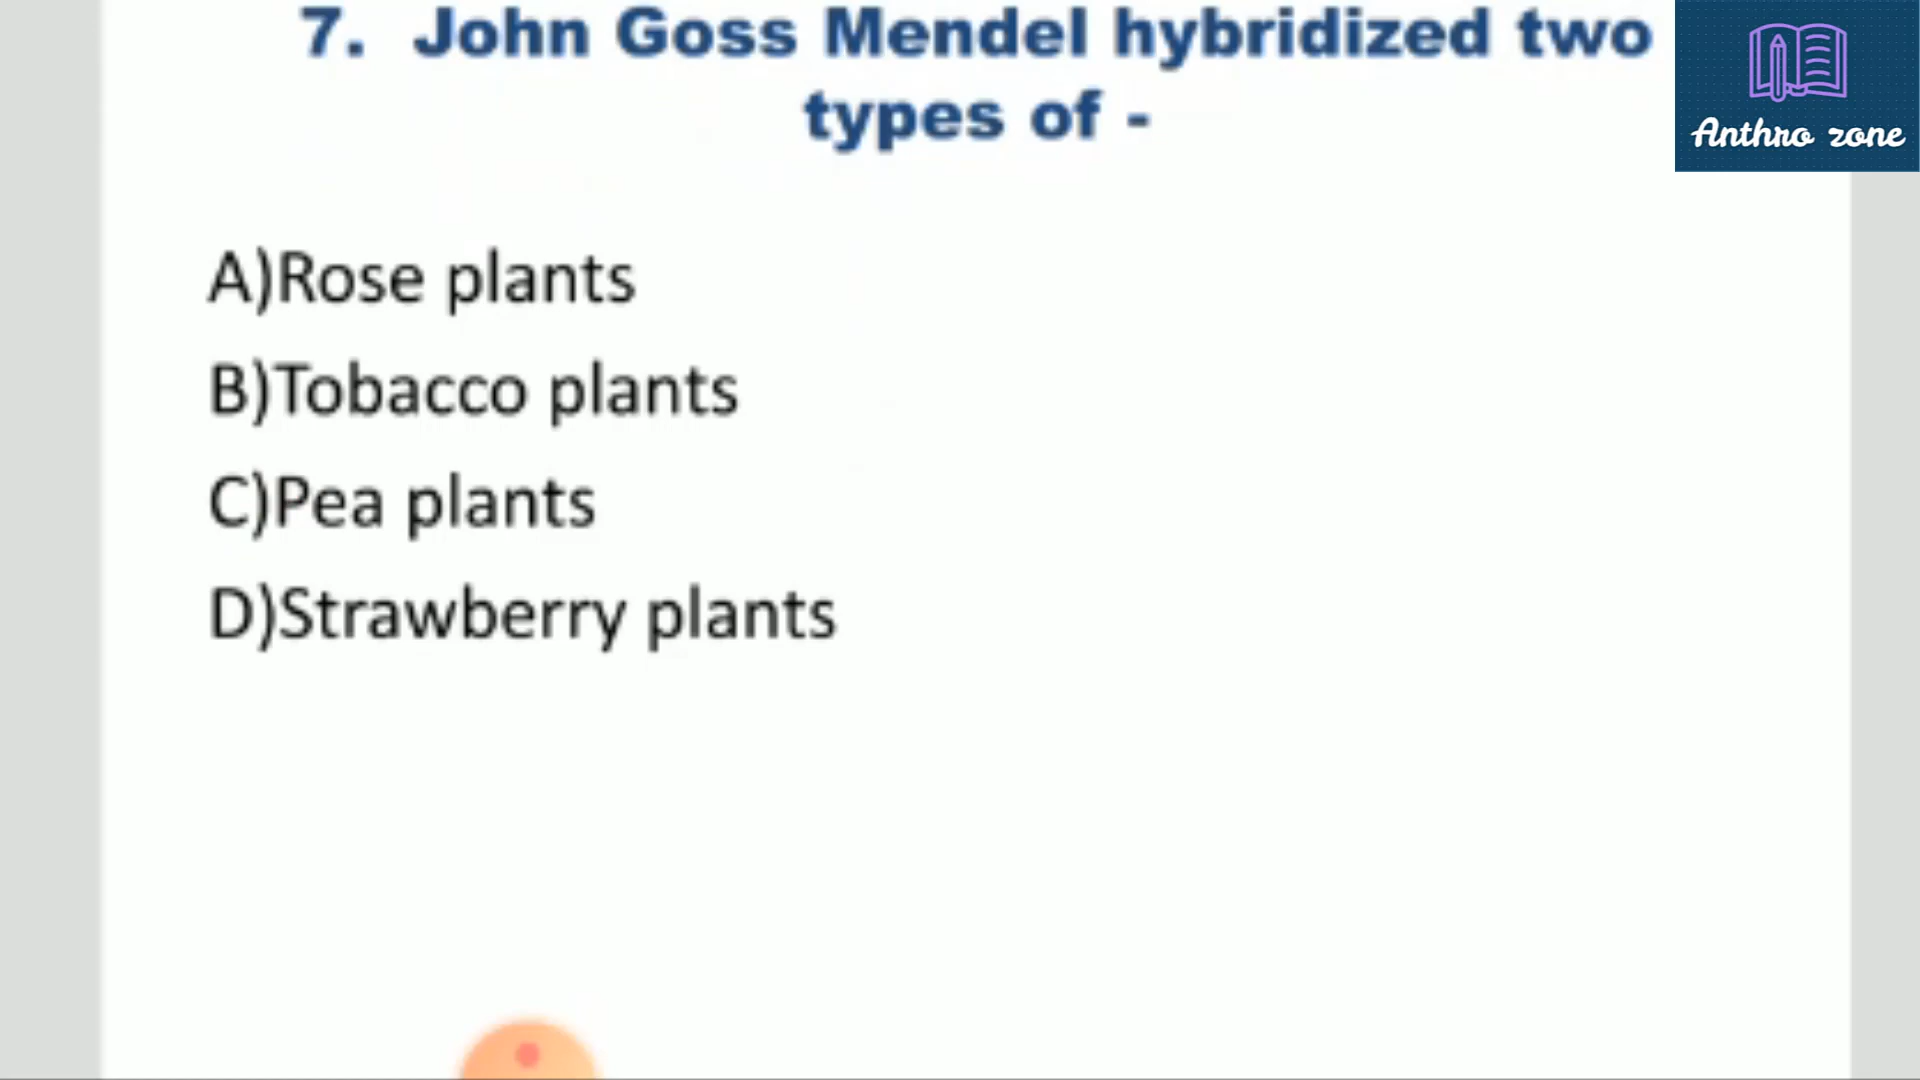 7. John Goss Mendel hybridized two
types of -
Anthro zone
A)Rose plants
B)Tobacco plants
C)Pea plants
D)Strawberry plants